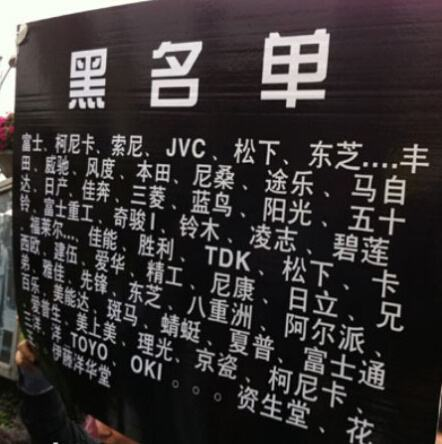 黑名单
富士、柯尼卡、索尼、JVC、松下、东芝....丰
田、威驰、风度、本田、尼桑、途乐、马自
达、日产、佳奔、三菱、蓝鸟、阳光、五十
铃、富士重工、奇骏|、铃木、凌志、碧莲
、福莱尔...、佳能、胜利、TDK、松下、卡
西欧、建伍、爱华、精工、尼康、日立、兄
弟、雅佳、先锋、东芝、八重洲、阿尔派、
百乐、美能达、斑马、蜻蜓、夏普、富士通
、爱普生、美上美、理光、京瓷、柯尼卡、
三洋、TOYO、OKI。。。资生堂、花
伊藤洋华堂